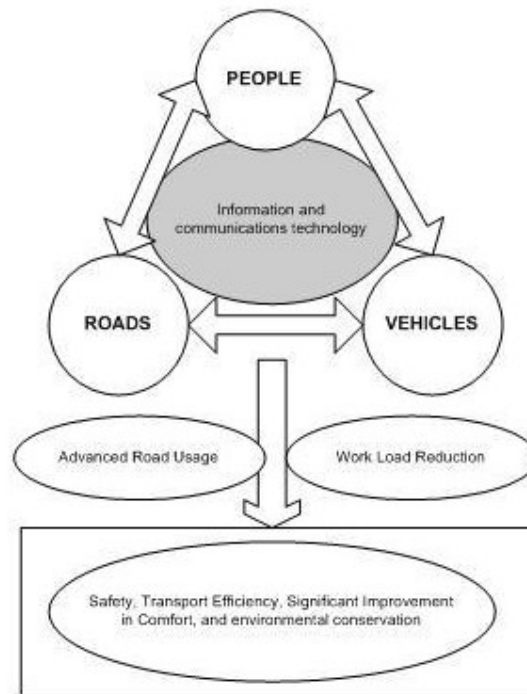 PEOPLE
Information and
communications technology
ROADS
VEHICLES
Advanced Road Usage
Work Load Reduction
Safety, Transport Efficiency, Significant Improvement
in Comfort, and environmental conservation